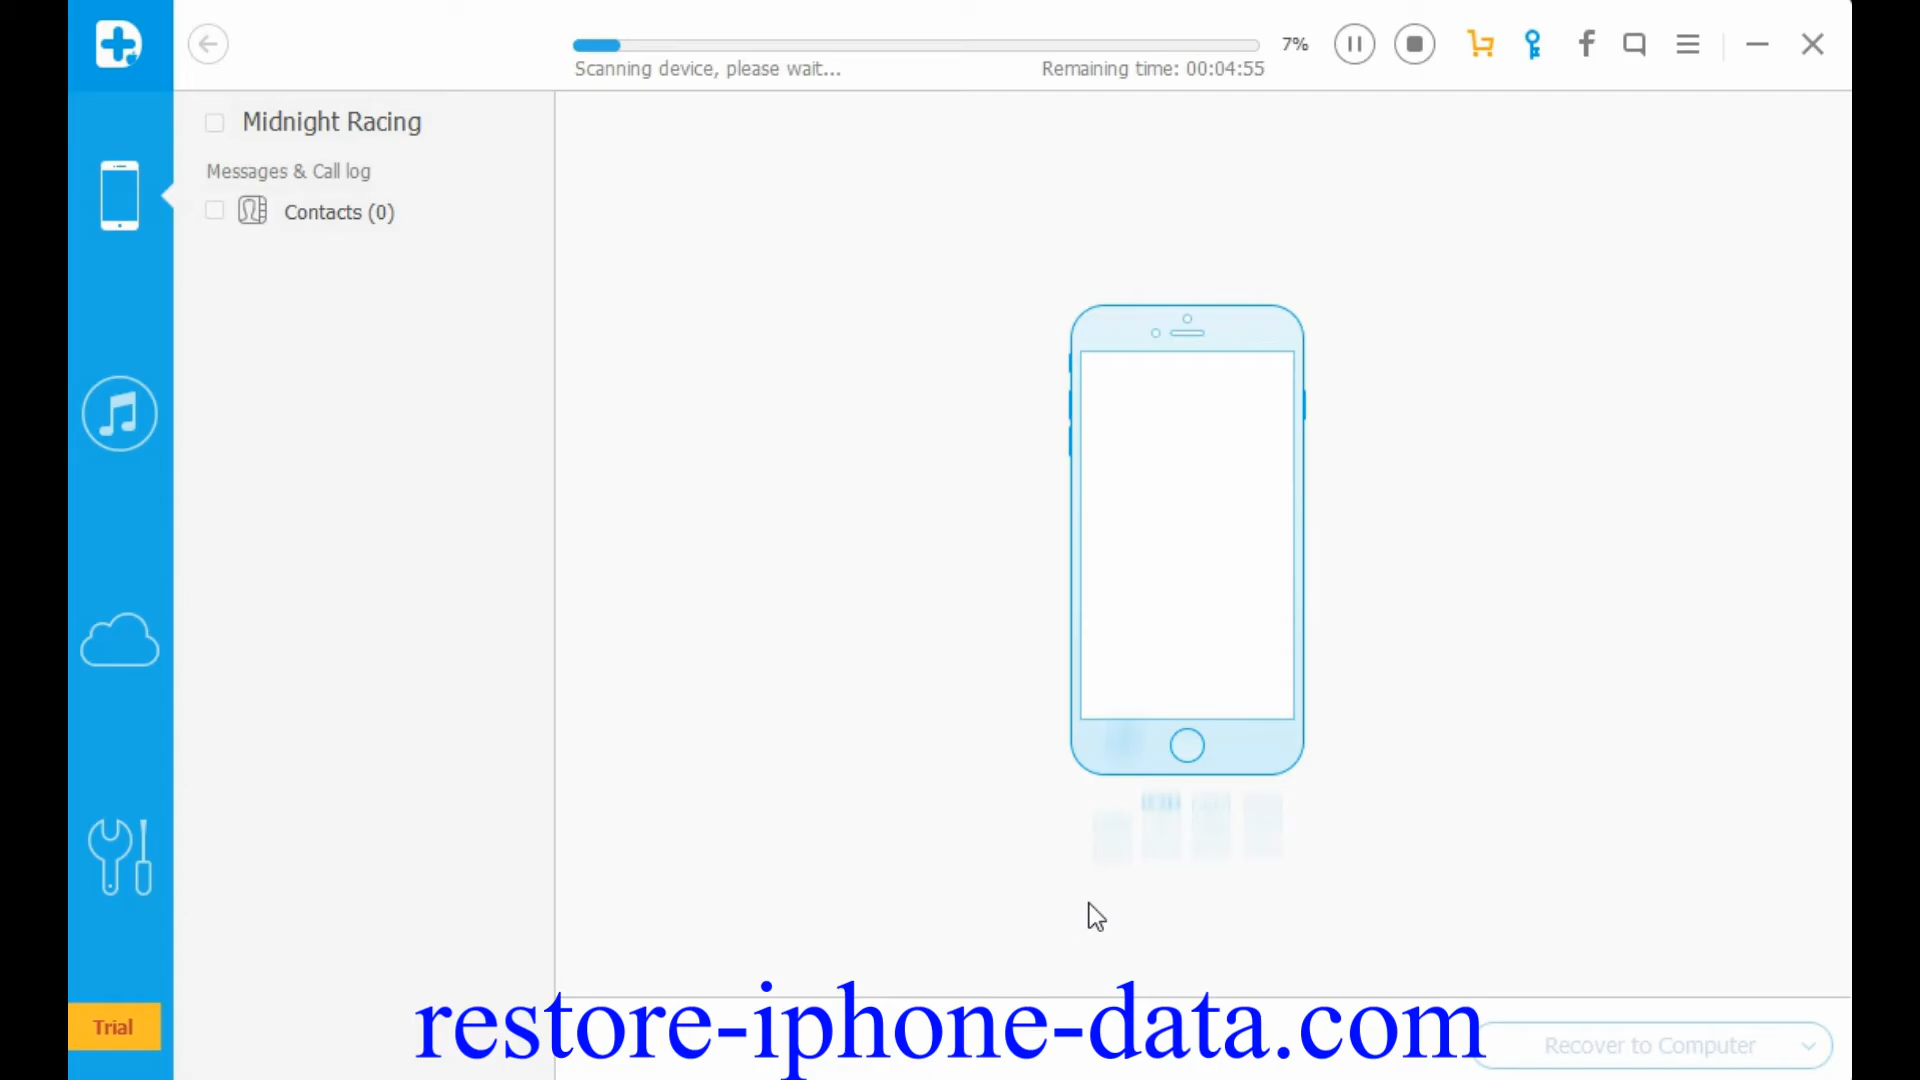 7%
Scanning device, please wait...
Remaining time: 00:04:55
Midnight Racing
Messages & Call log
Contacts (0)
Trial
restore-iphone-data.com
Recover to Computer